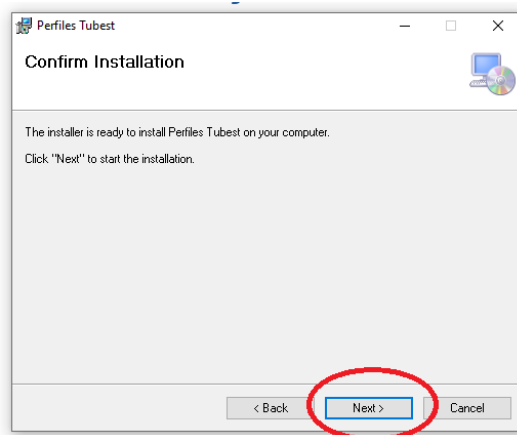 Perfiles Tubest
Confirm Installation
The installer is ready to install Perfiles Tubest on your computer.
Click "Next" to start the installation.
< Back
Next >
Cancel